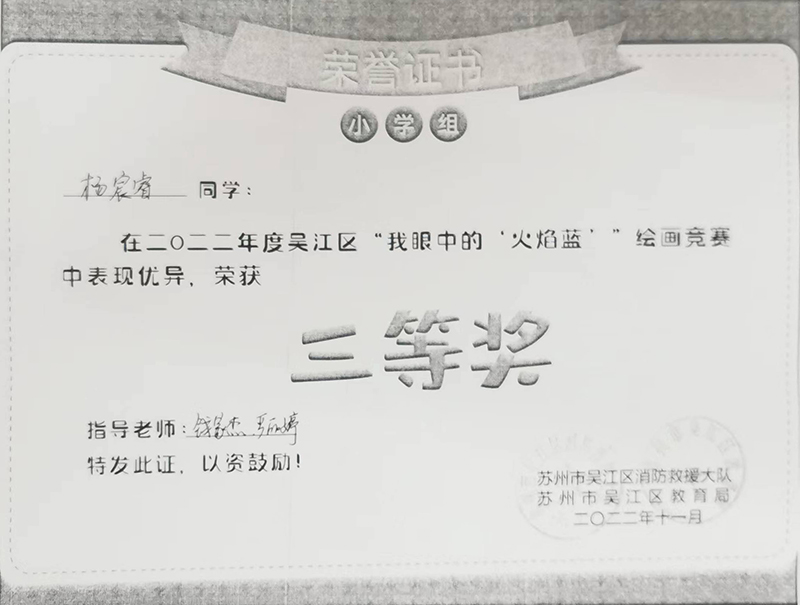 荣誉证书
小学组
杨宸睿 同学：
在二〇二二年度吴江区“我眼中的‘火焰蓝’”绘画竞赛
中表现优异，荣获
三等奖
指导老师：钱家杰 严丽婷
特发此证，以资鼓励！
苏州市吴江区消防救援大队
苏州市吴江区教育局
二〇二二年十一月